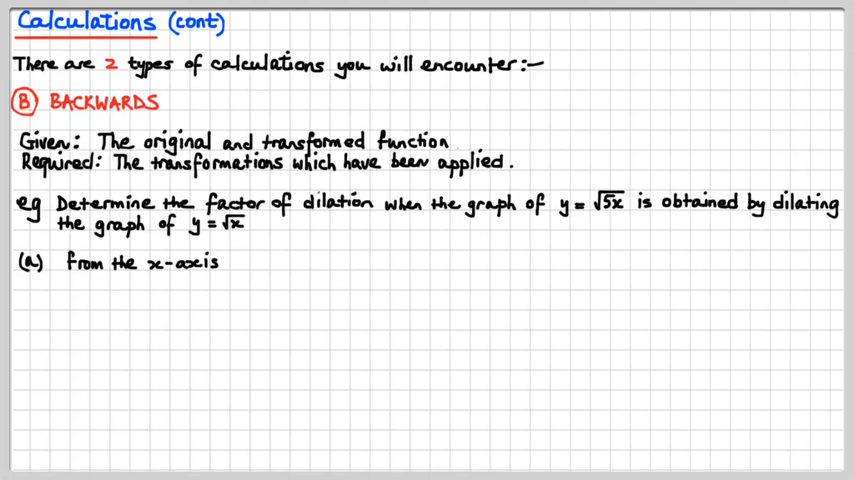 Calculations (cont)
There are 2 types of calculations you will encounter:-
B BACKWARDS
Given: The original and transformed function
Required: The transformations which have been applied.
eg Determine the factor of dilation when the graph of y = √5x is obtained by dilating
the graph of y = √x
(a) from the x-axis